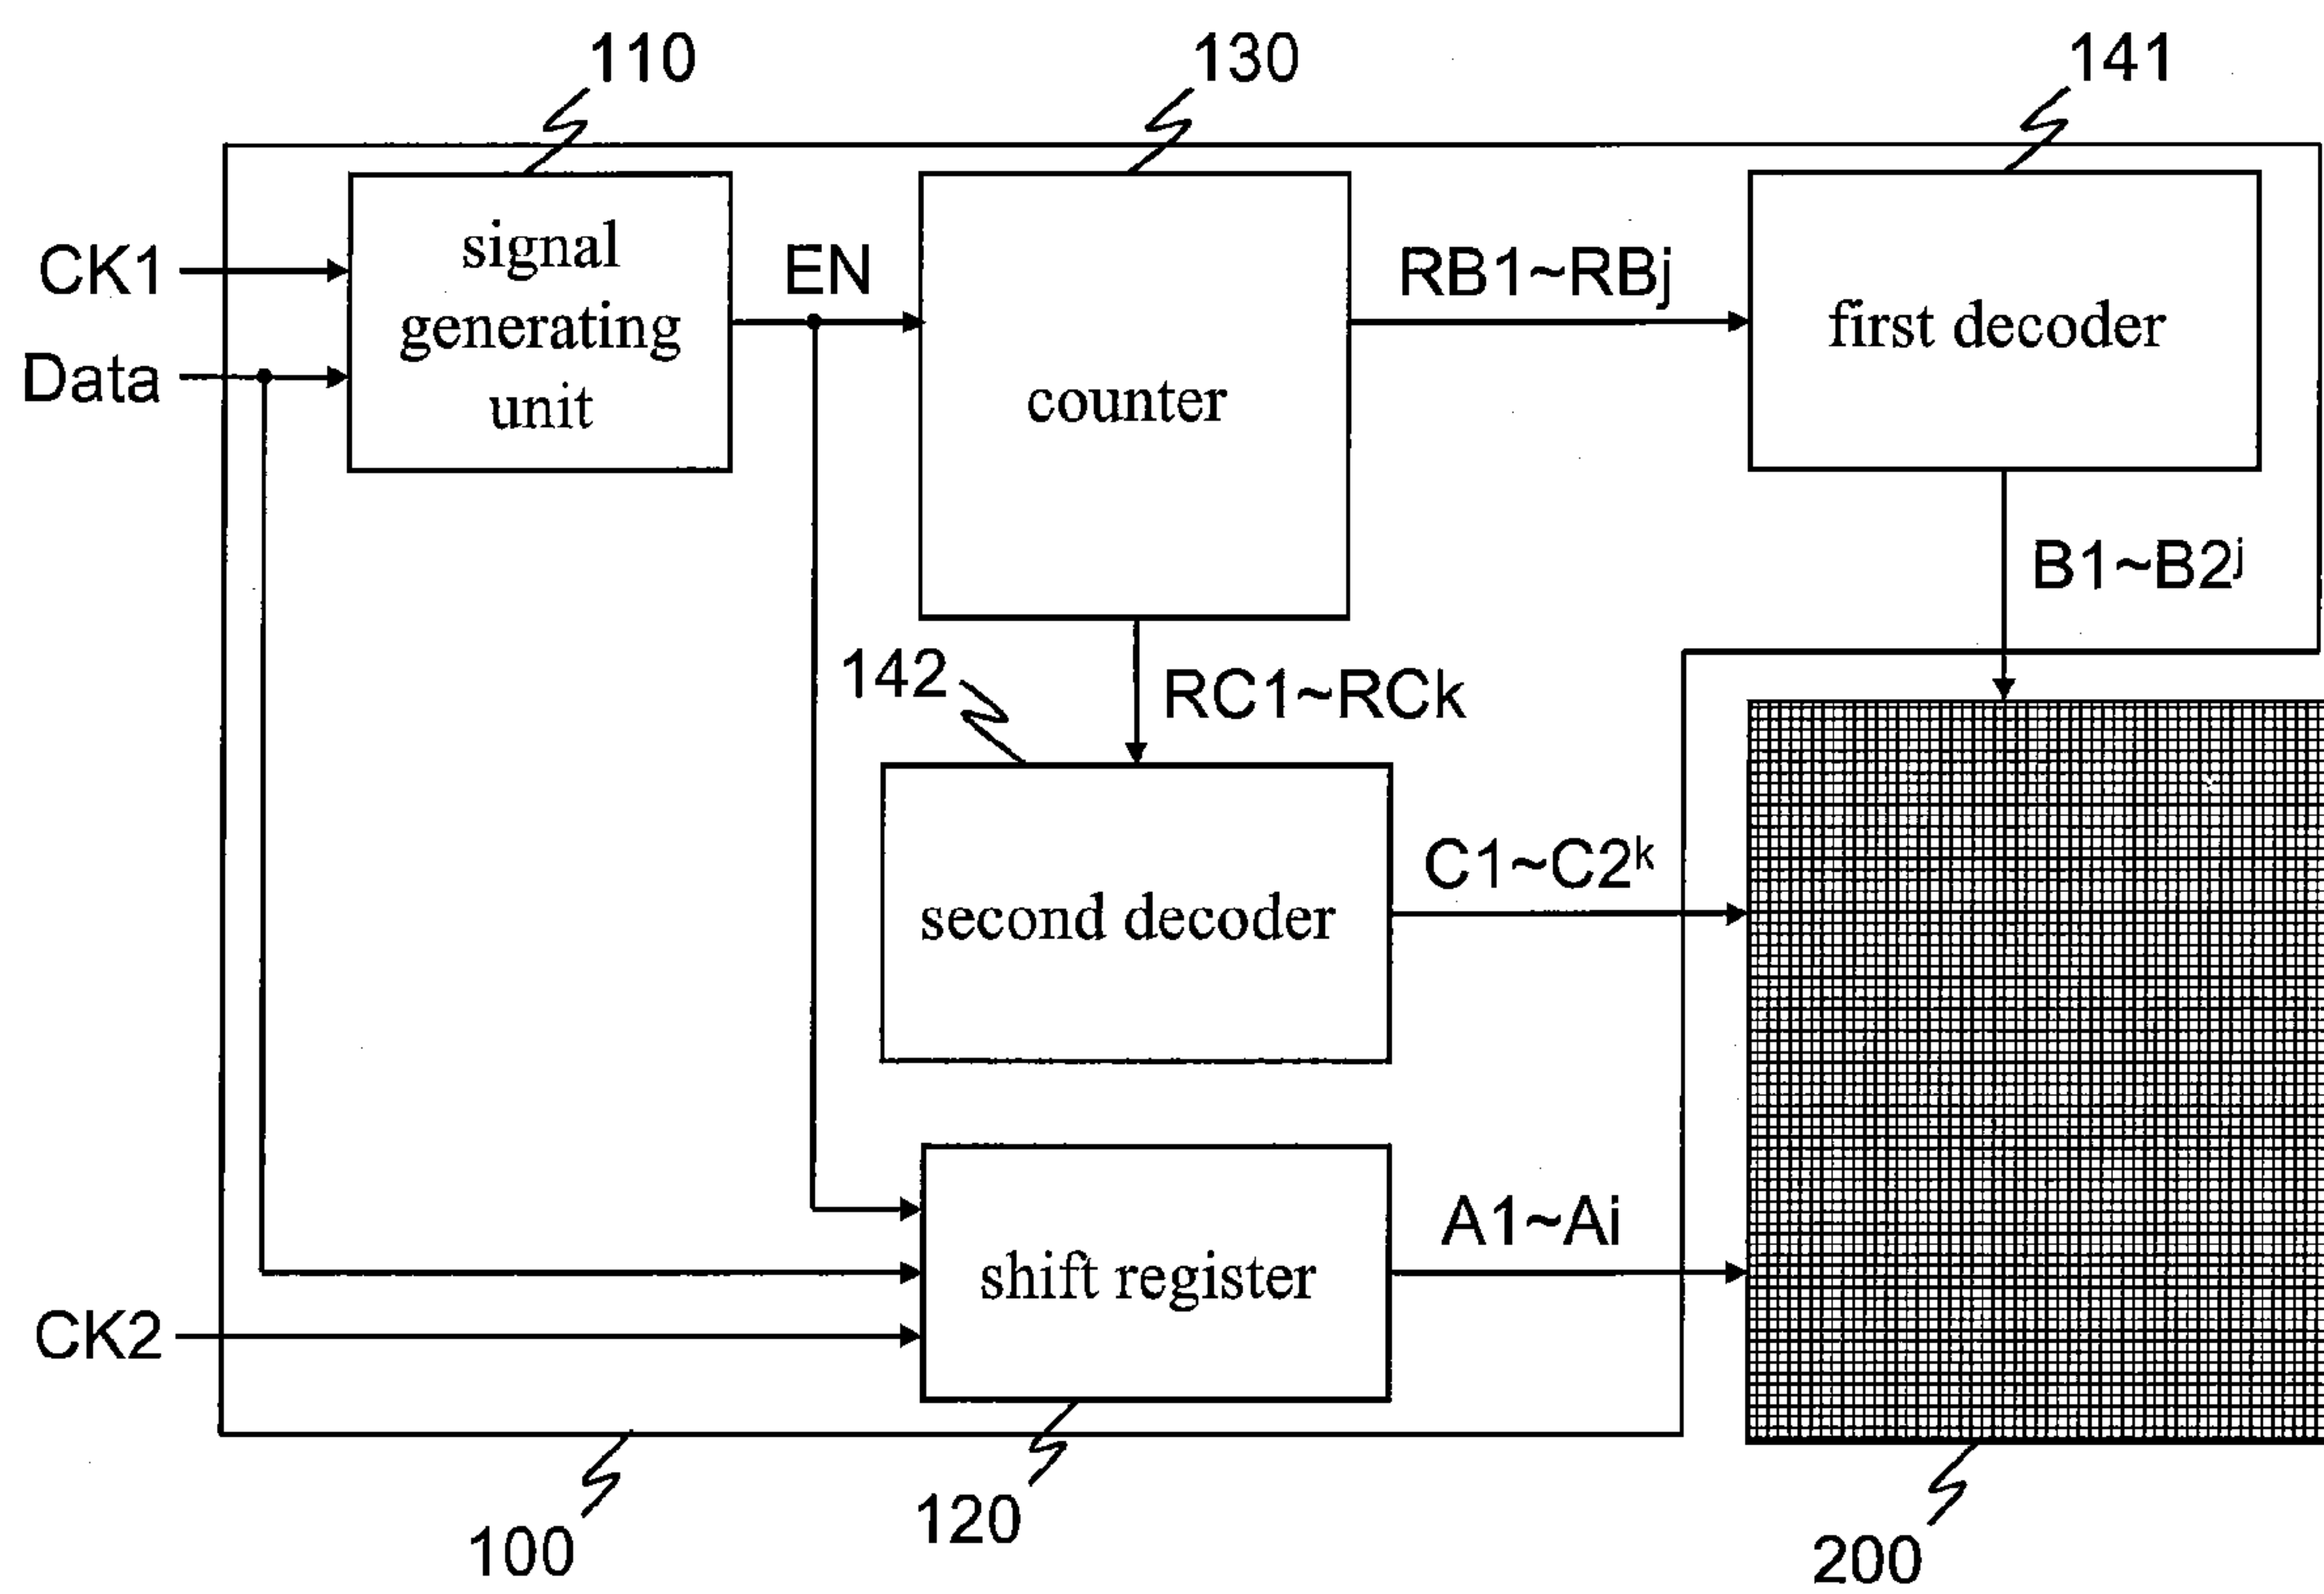 110
130
141
CK1
Data
signal
generating
unit
EN
counter
RB1~RBj
first decoder
B1~B2ʲ
142
RC1~RCk
second decoder
C1~C2ᵏ
A1~Ai
shift register
CK2
100
120
200